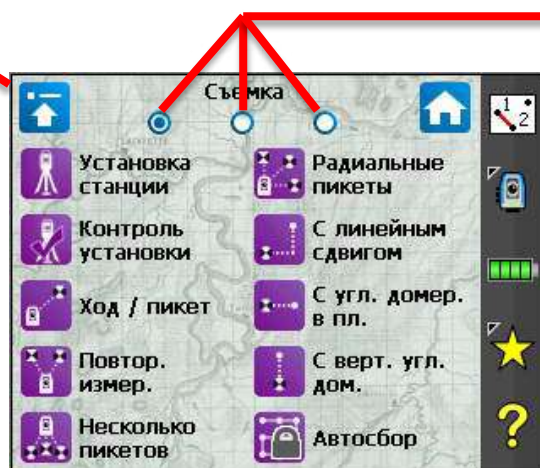 Съемка
Установка
станции
Радиальные
пикеты
Контроль
установки
С линейным
сдвигом
Ход / пикет
С угл. домер.
в пл.
Повтор.
измер.
С верт. угл.
дом.
Несколько
пикетов
Автосбор
1
2
?